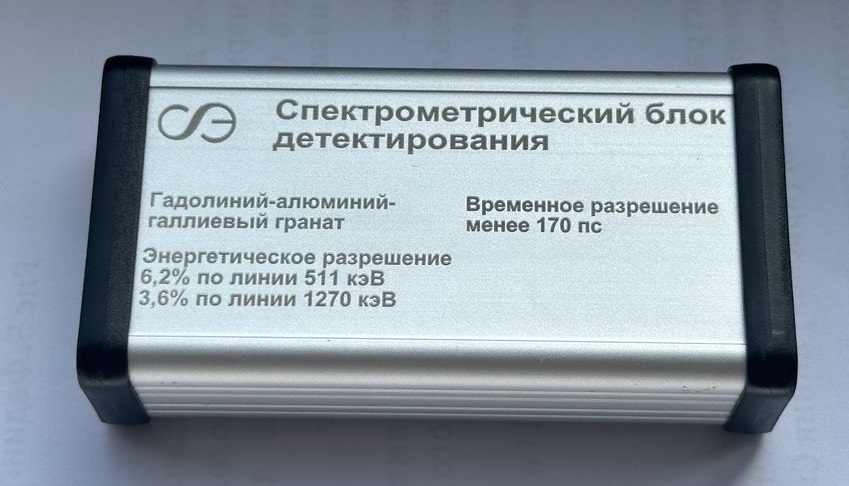 СЭ
Спектрометрический блок
детектирования
Гадолиний-алюминий-
галлиевый гранат
Временное разрешение
менее 170 пс
Энергетическое разрешение
6,2% по линии 511 кэВ
3,6% по линии 1270 кэВ